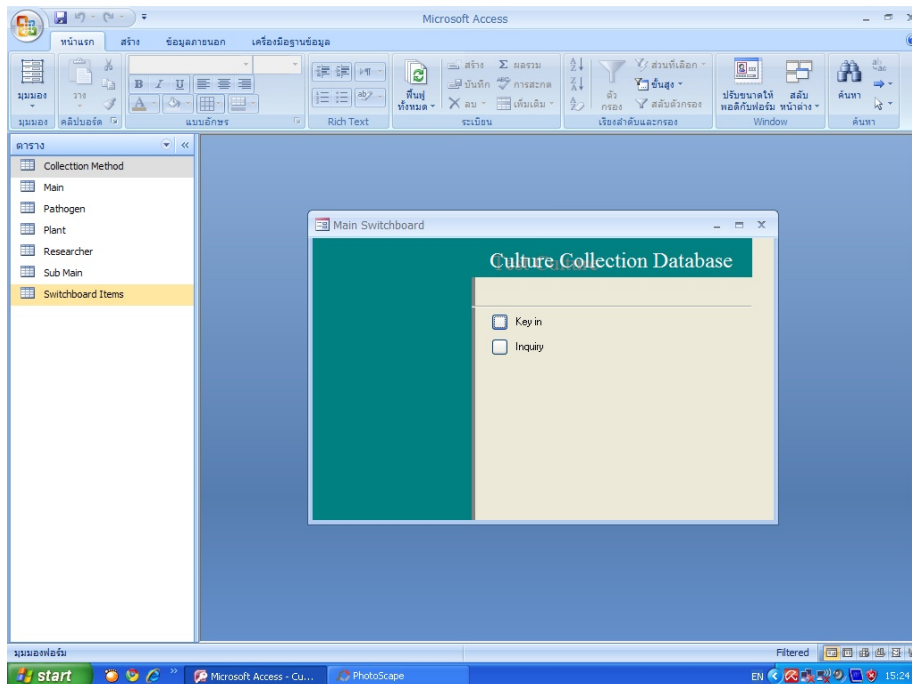 Microsoft Access
หน้าแรก สร้าง ข้อมูลภายนอก เครื่องมือฐานข้อมูล
มุมมอง
วาง
B I U
A
ฟื้นฟู
ทั้งหมด
สร้าง
บันทึก
ลบ
ผลรวม
การสะกด
เพิ่มเติม
ตัว
กรอง
ส่วนที่เลือก
ขั้นสูง
สลับตัวกรอง
ปรับขนาดให้
พอดีกับฟอร์ม
สลับ
หน้าต่าง
ค้นหา
มุมมอง คลิปบอร์ด แบบอักษร Rich Text ระเบียน เรียงลำดับและกรอง Window ค้นหา
ตาราง
Collecttion Method
Main
Pathogen
Plant
Researcher
Sub Main
Switchboard Items
Main Switchboard
Culture Collection Database
Key in
Inquiry
มุมมองฟอร์ม
Filtered
start
Microsoft Access - Cu...
PhotoScape
EN
15:24